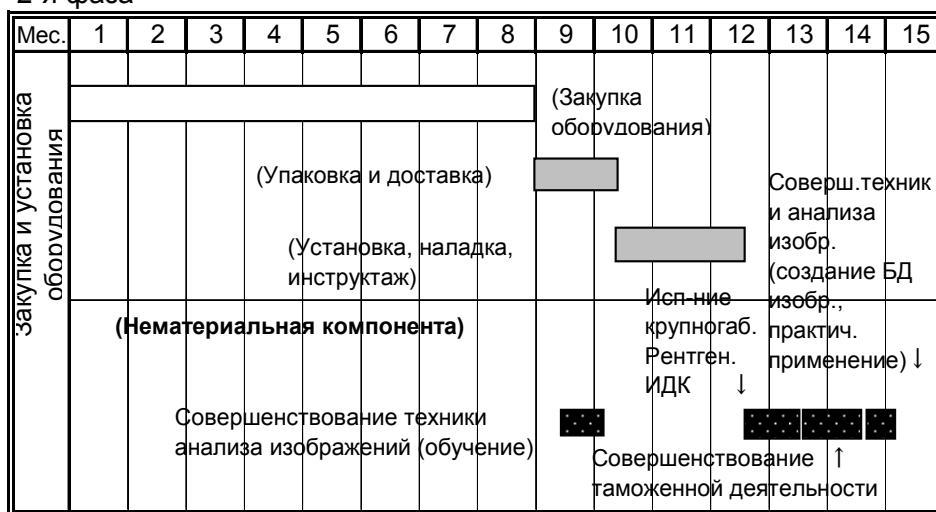 2-я фаза
Мес. 1 2 3 4 5 6 7 8 9 10 11 12 13 14 15
Закупка и установка
оборудования
(Закупка
оборудования)
(Упаковка и доставка)
(Установка, наладка,
инструктаж)
Соверш.техник
и анализа
изобр.
(создание БД
изобр.,
практич.
применение) ↓
(Нематериальная компонента)
Исп-ние
крупногаб.
Рентген.
ИДК ↓
Совершенствование техники
анализа изображений (обучение)
Совершенствование ↑
таможенной деятельности